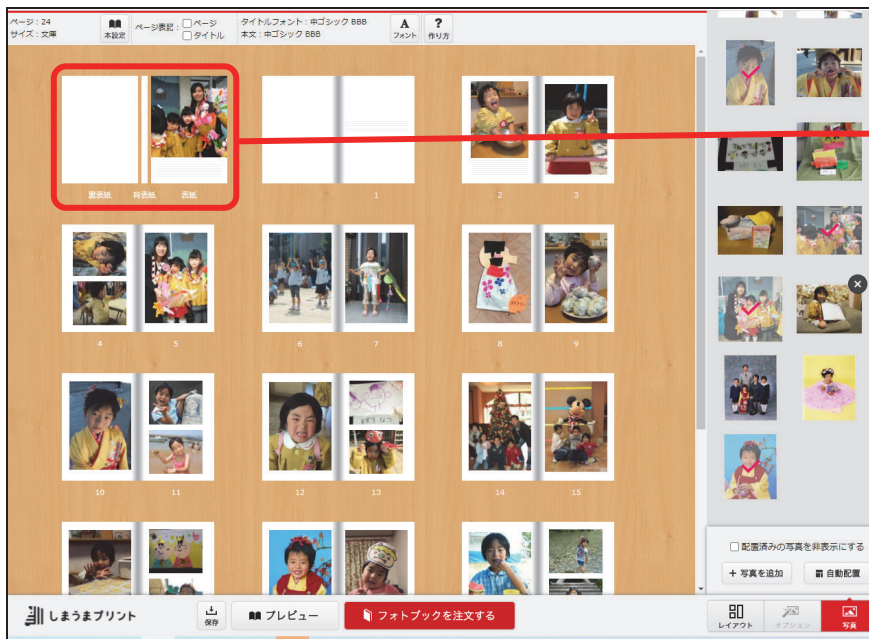 ページ：24
サイズ：文庫
本設定
ページ表記：
ページ
タイトル
タイトルフォント：中ゴシック BBB
本文：中ゴシック BBB
A
フォント
?
作り方
裏表紙 背表紙 表紙
1
2 3
4 5
6 7
8 9
10 11
12 13
14 15
配置済みの写真を非表示にする
+ 写真を追加
自動配置
しまうまプリント
保存
プレビュー
フォトブックを注文する
レイアウト
オプション
写真